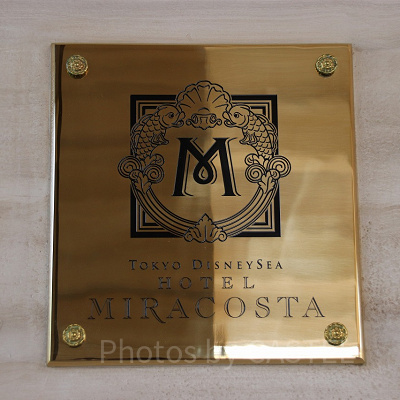 M
TOKYO DISNEYSEA
HOTEL
MIRACOSTA
Photos by